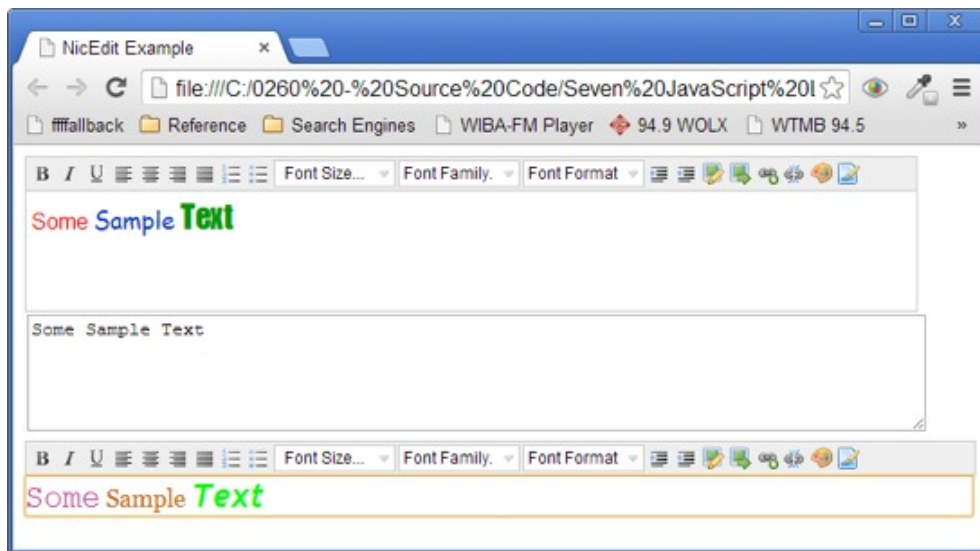 NicEdit Example
file:///C:/0260%20-%20Source%20Code/Seven%20JavaScript%20L
ffffallback Reference Search Engines WIBA-FM Player 94.9 WOLX WTMB 94.5 »
B I U Font Size... Font Family. Font Format
Some Sample Text
Some Sample Text
B I U Font Size... Font Family. Font Format
Some Sample Text